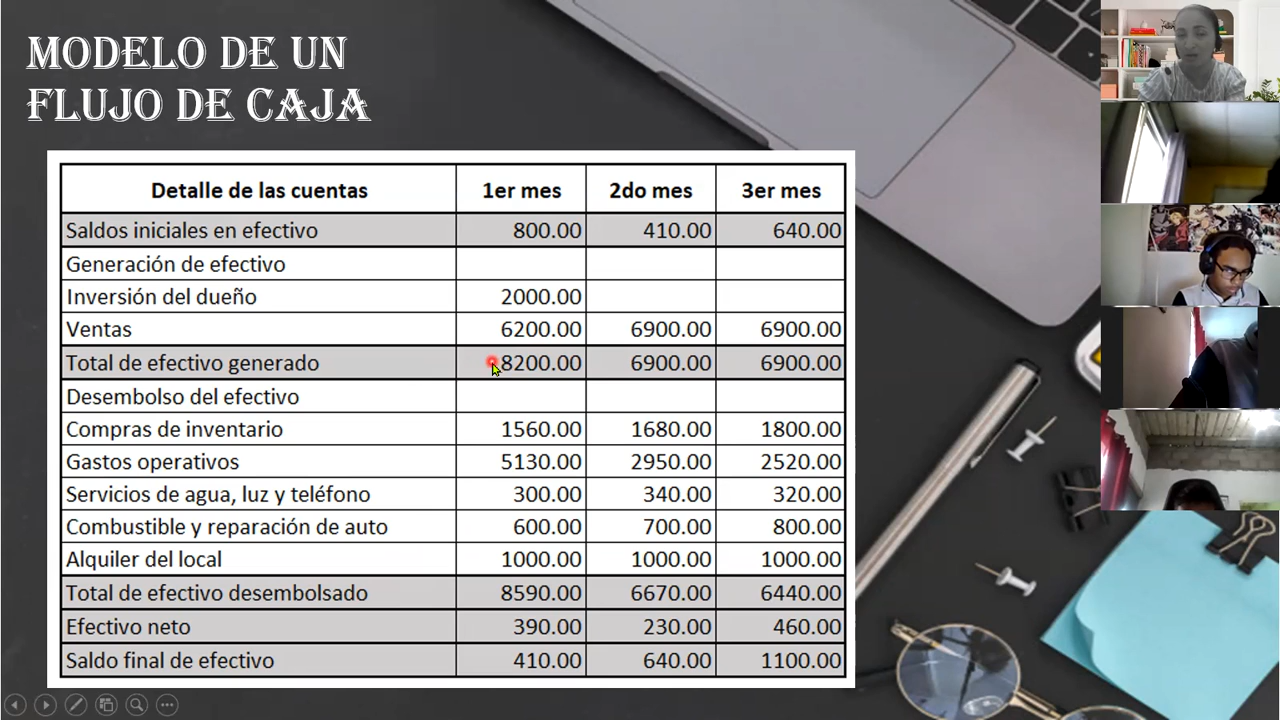 MODELO DE UN
FLUJO DE CAJA
Detalle de las cuentas 1er mes 2do mes 3er mes
Saldos iniciales en efectivo 800.00 410.00 640.00
Generación de efectivo
Inversión del dueño 2000.00
Ventas 6200.00 6900.00 6900.00
Total de efectivo generado 8200.00 6900.00 6900.00
Desembolso del efectivo
Compras de inventario 1560.00 1680.00 1800.00
Gastos operativos 5130.00 2950.00 2520.00
Servicios de agua, luz y teléfono 300.00 340.00 320.00
Combustible y reparación de auto 600.00 700.00 800.00
Alquiler del local 1000.00 1000.00 1000.00
Total de efectivo desembolsado 8590.00 6670.00 6440.00
Efectivo neto 390.00 230.00 460.00
Saldo final de efectivo 410.00 640.00 1100.00